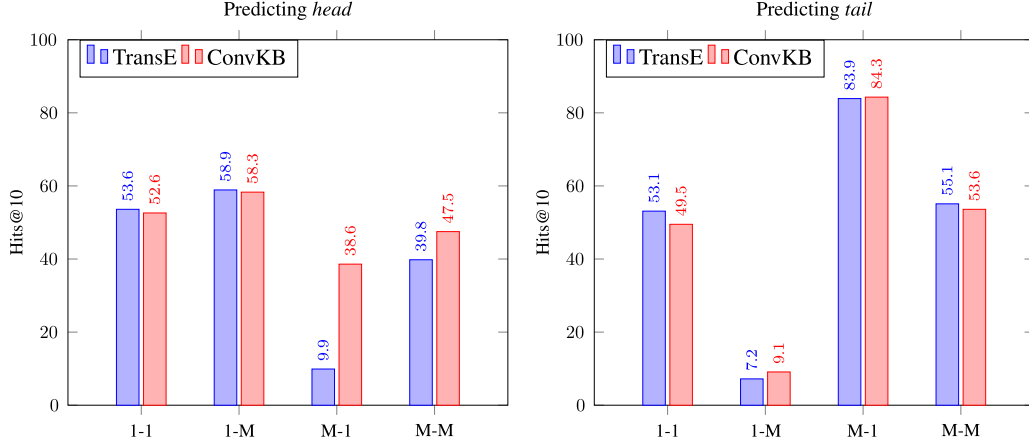 Predicting head
Hits@10
100
80
60
40
20
0
TransE ConvKB
53.6 52.6 58.9 58.3 9.9 38.6 39.8 47.5
1-1 1-M M-1 M-M
Predicting tail
Hits@10
100
80
60
40
20
0
TransE ConvKB
53.1 49.5 7.2 9.1 83.9 84.3 55.1 53.6
1-1 1-M M-1 M-M